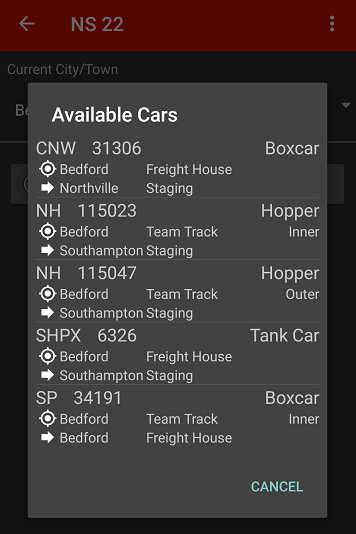 NS 22
Current City/Town
Be
Available Cars
CNW 31306 Boxcar
Bedford Freight House
Northville Staging
NH 115023 Hopper
Bedford Team Track Inner
Southampton Staging
NH 115047 Hopper
Bedford Team Track Outer
Southampton Staging
SHPX 6326 Tank Car
Bedford Freight House
Southampton Staging
SP 34191 Boxcar
Bedford Team Track Inner
Bedford Freight House
CANCEL